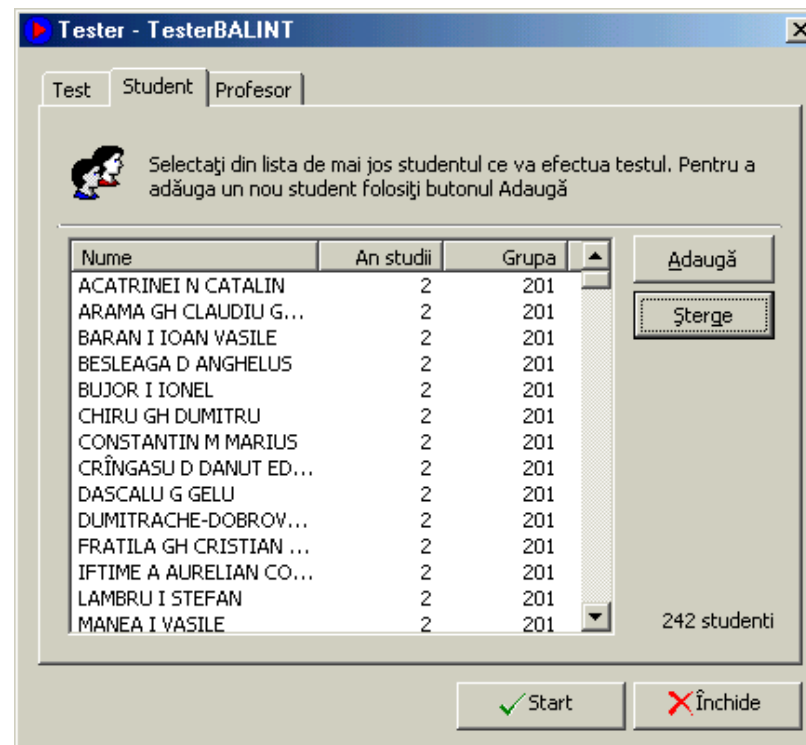 Tester - TesterBALINT
Test Student Profesor
Selectaţi din lista de mai jos studentul ce va efectua testul. Pentru a
adăuga un nou student folosiţi butonul Adaugă
Nume An studii Grupa
ACATRINEI N CATALIN 2 201
ARAMA GH CLAUDIU G... 2 201
BARAN I IOAN VASILE 2 201
BESLEAGA D ANGHELUS 2 201
BUJOR I IONEL 2 201
CHIRU GH DUMITRU 2 201
CONSTANTIN M MARIUS 2 201
CRÎNGASU D DANUT ED... 2 201
DASCALU G GELU 2 201
DUMITRACHE-DOBROV... 2 201
FRATILA GH CRISTIAN ... 2 201
IFTIME A AURELIAN CO... 2 201
LAMBRU I STEFAN 2 201
MANEA I VASILE 2 201
Adaugă
Şterge
242 studenti
Start
Închide